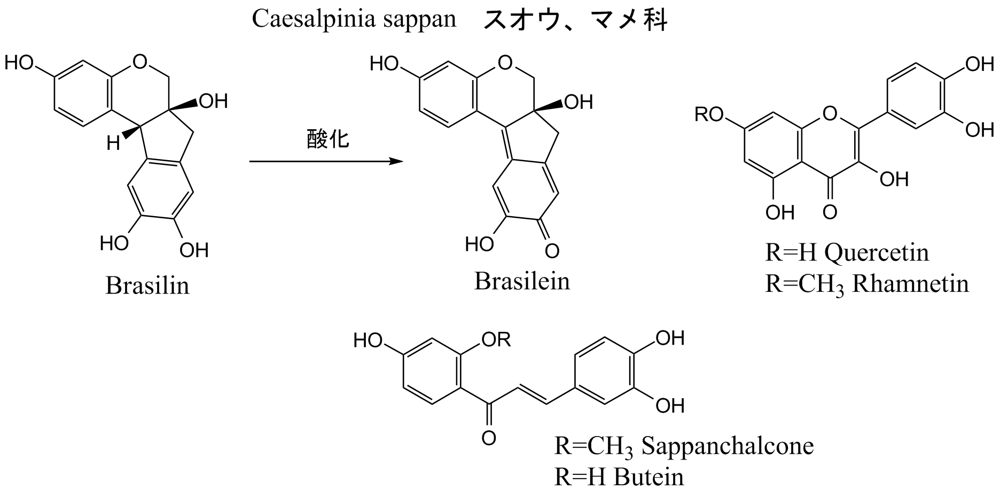 Caesalpinia sappan スオウ、マメ科
HO
O
OH
H
HO
OH
Brasilin
酸化
HO
O
OH
HO
O
Brasilein
OH
OH
RO
O
OH
OH
O
R=H Quercetin
R=CH₃ Rhamnetin
HO
OR
O
OH
OH
R=CH₃ Sappanchalcone
R=H Butein